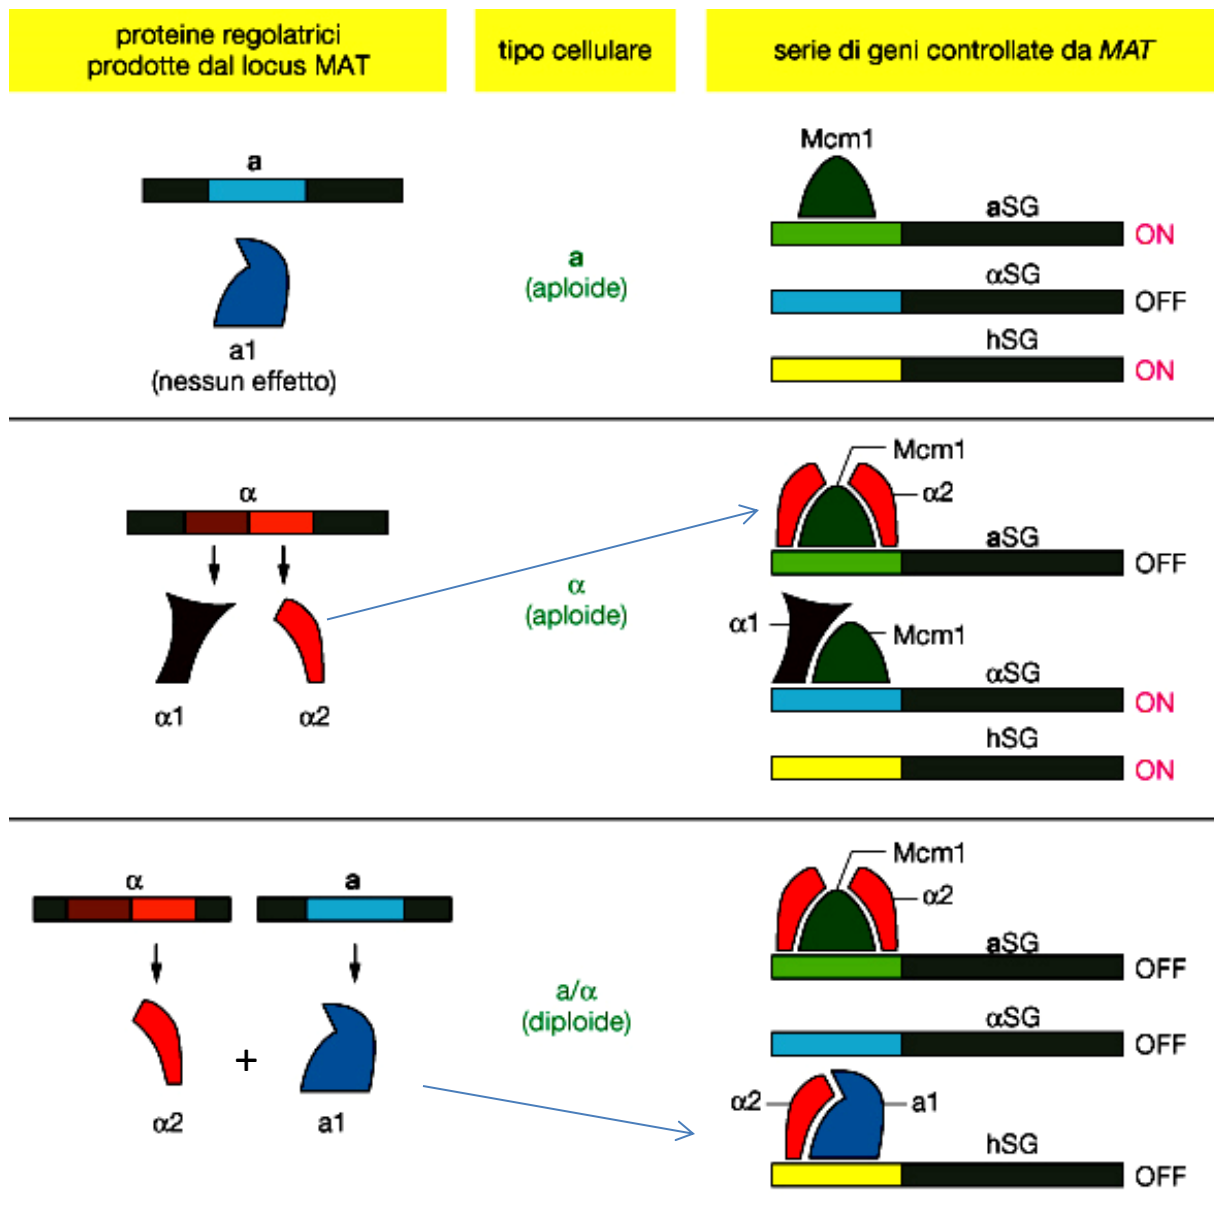 proteine regolatrici
prodotte dal locus MAT
tipo cellulare
serie di geni controllate da MAT
a
a1
(nessun effetto)
a
(aploide)
Mcm1
aSG
ON
αSG
OFF
hSG
ON
α
α1
α2
α
(aploide)
Mcm1
α2
aSG
OFF
α1
Mcm1
αSG
ON
hSG
ON
α
a
+
α2
a1
a/α
(diploide)
Mcm1
α2
aSG
OFF
αSG
OFF
α2
a1
hSG
OFF